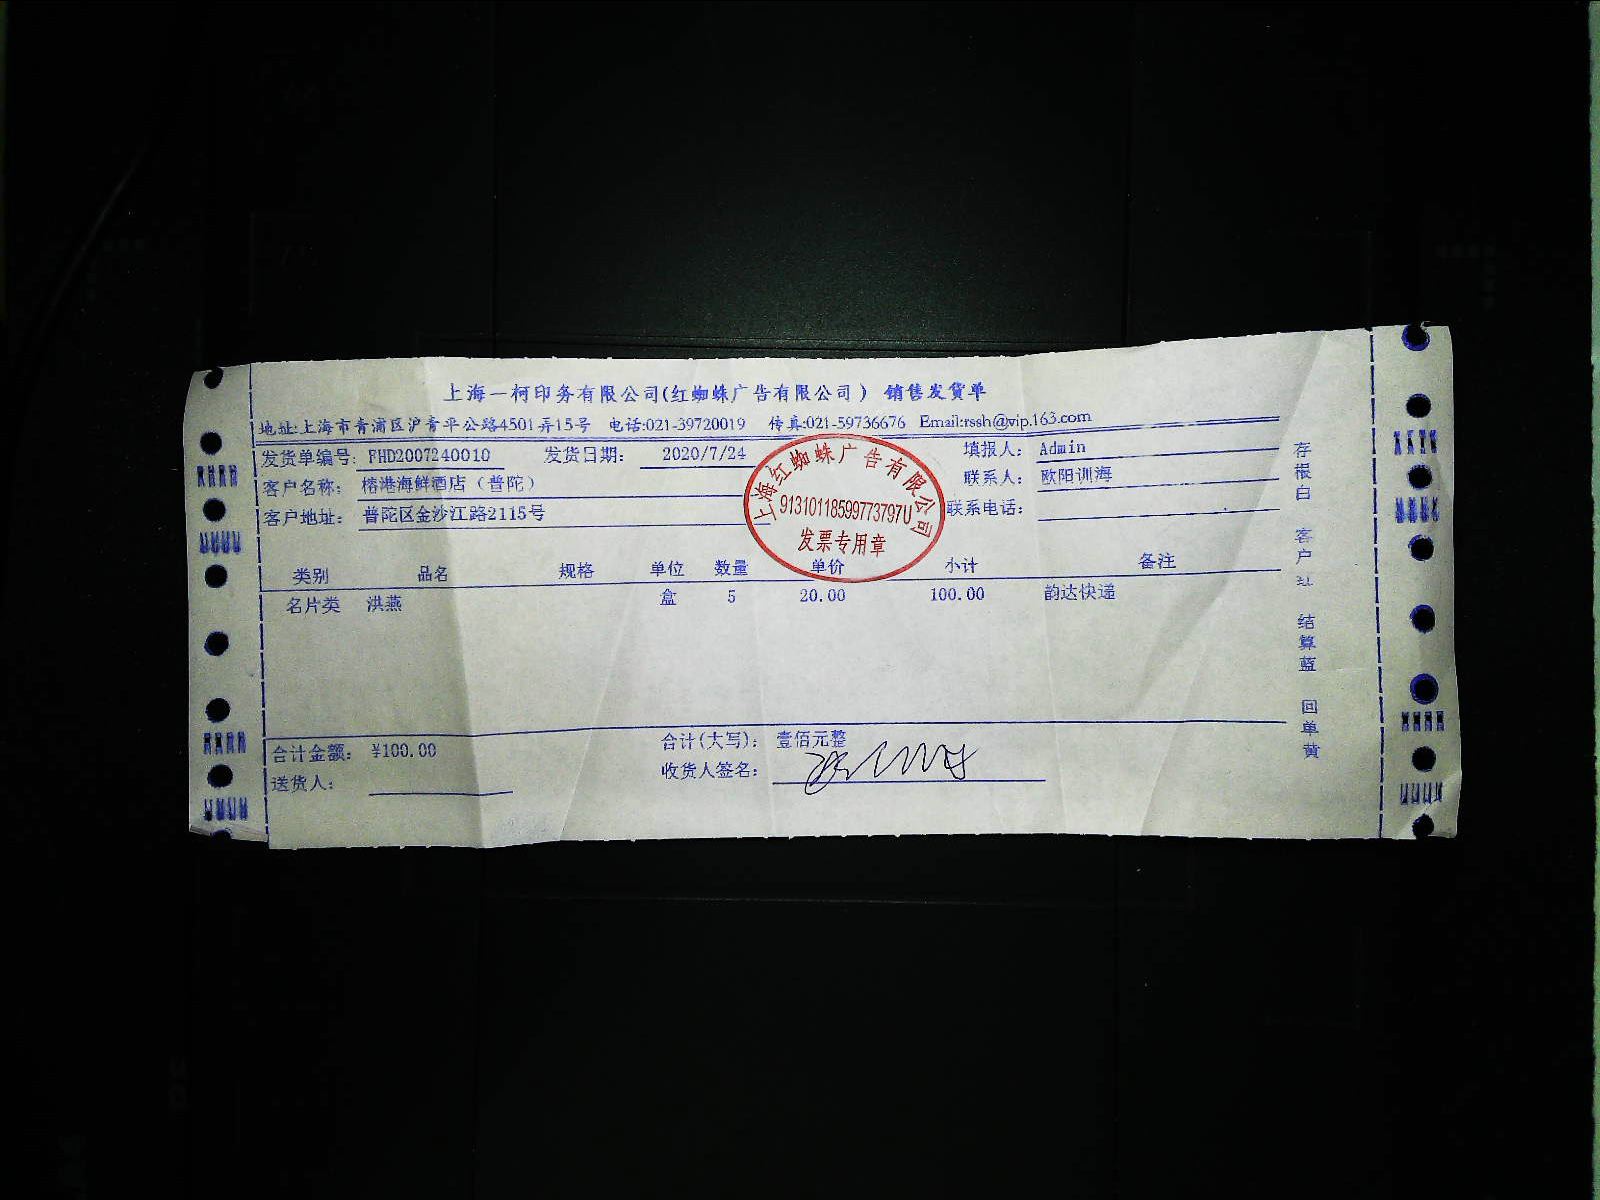 上海一柯印务有限公司(红蜘蛛广告有限公司) 销售发货单
地址:上海市青浦区沪青平公路4501弄15号 电话:021-39720019 传真:021-59736676 Email:rssh@vip.163.com
发货单编号: FHD2007240010 发货日期: 2020/7/24 填报人: Admin
客户名称: 榕港海鲜酒店（普陀） 联系人: 欧阳训海
客户地址: 普陀区金沙江路2115号 联系电话:
上海红蜘蛛广告有限公司
91310118599773797U
发票专用章
类别 品名 规格 单位 数量 单价 小计 备注
名片类 洪燕 盒 5 20.00 100.00 韵达快递
合计金额: ¥100.00 合计(大写): 壹佰元整
送货人: 收货人签名:
存根白 客户红 结算蓝 回单黄